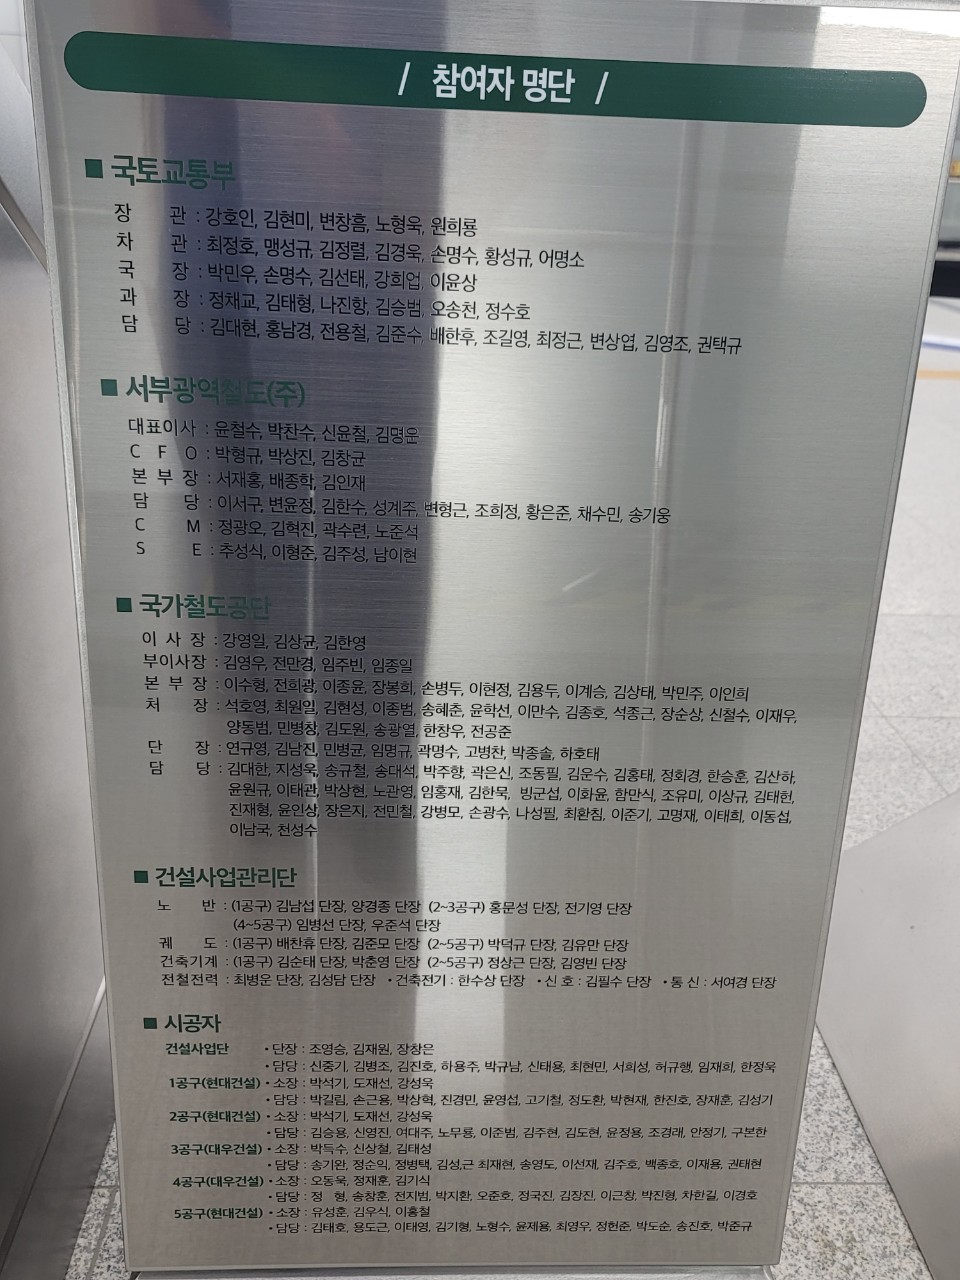 / 참여자 명단 /
■ 국토교통부
장 관 : 강호인, 김현미, 변창흠, 노형욱, 원희룡
차 관 : 최정호, 맹성규, 김정렬, 김경욱, 손명수, 황성규, 어명소
국 장 : 박민우, 손명수, 김선태, 강희업, 이윤상
과 장 : 정채교, 김태형, 나진항, 김승범, 오송천, 정수호
담 당 : 김대현, 홍남경, 전용철, 김준수, 배한후, 조길영, 최정근, 변상엽, 김영조, 권택규
■ 서부광역철도(주)
대표이사 : 윤철수, 박찬수, 신윤철, 김명운
C F O : 박형규, 박상진, 김창균
본 부 장 : 서재홍, 배종학, 김인재
담 당 : 이서구, 변윤정, 김한수, 성계주, 변형근, 조희정, 황은준, 채수민, 송기웅
C M : 정광오, 김혁진, 곽수련, 노준석
S E : 추성식, 이형준, 김주성, 남이현
■ 국가철도공단
이 사 장 : 강영일, 김상균, 김한영
부이사장 : 김영우, 전만경, 임주빈, 임종일
본 부 장 : 이수형, 전희광, 이종윤, 장봉희, 손병두, 이현정, 김용두, 이계승, 김상태, 박민주, 이인희
처 장 : 석호영, 최원일, 김현성, 이종범, 송혜춘, 윤학선, 이만수, 김종호, 석종근, 장순상, 신철수, 이재우,
양동범, 민병창, 김도원, 송광열, 한창우, 전공준
단 장 : 연규영, 김남진, 민병균, 임명규, 곽명수, 고병찬, 박종솔, 하호태
담 당 : 김대한, 지성욱, 송규철, 송대석, 박주향, 곽은신, 조동필, 김운수, 김홍태, 정회경, 한승훈, 김산하,
윤원규, 이태관, 박상현, 노관영, 임홍재, 김한묵, 빙군섭, 이화윤, 함만식, 조유미, 이상규, 김태헌,
진재형, 윤인상, 장은지, 전민철, 강병모, 손광수, 나성필, 최환침, 이준기, 고명재, 이태희, 이동섭,
이남국, 천성수
■ 건설사업관리단
노 반 : (1공구) 김남섭 단장, 양경종 단장 (2~3공구) 홍문성 단장, 전기영 단장
(4~5공구) 임병선 단장, 우준석 단장
궤 도 : (1공구) 배찬휴 단장, 김준모 단장 (2~5공구) 박덕규 단장, 김유만 단장
건축기계 : (1공구) 김순태 단장, 박춘영 단장 (2~5공구) 정상근 단장, 김영빈 단장
전철전력 : 최병운 단장, 김성담 단장 • 건축전기 : 한수상 단장 • 신 호 : 김필수 단장 • 통 신 : 서여경 단장
■ 시공자
건설사업단 • 단장 : 조영승, 김재원, 장창은
• 담당 : 신중기, 김병조, 김진호, 하용주, 박규남, 신태용, 최현민, 서희성, 허규행, 임재희, 한정욱
1공구(현대건설) • 소장 : 박석기, 도재선, 강성욱
• 담당 : 박길림, 손근용, 박상혁, 진경민, 윤영섭, 고기철, 정도환, 박현재, 한진호, 장재훈, 김성기
2공구(현대건설) • 소장 : 박석기, 도재선, 강성욱
• 담당 : 김승용, 신영진, 여대주, 노무룡, 이준범, 김주현, 김도현, 윤정용, 조경래, 안정기, 구본한
3공구(대우건설) • 소장 : 박득수, 신상철, 김태성
• 담당 : 송기완, 정순익, 정병택, 김성,근 최재현, 송영도, 이선재, 김주호, 백종호, 이재용, 권태현
4공구(대우건설) • 소장 : 오동욱, 정재훈, 김기식
• 담당 : 정 형, 송창훈, 전지범, 박지환, 오준호, 정국진, 김장진, 이근창, 박진형, 차한길, 이경호
5공구(현대건설) • 소장 : 유성훈, 김우식, 이홍철
• 담당 : 김태호, 용도근, 이태영, 김기형, 노형수, 윤제용, 최영우, 정현준, 박도순, 송진호, 박준규